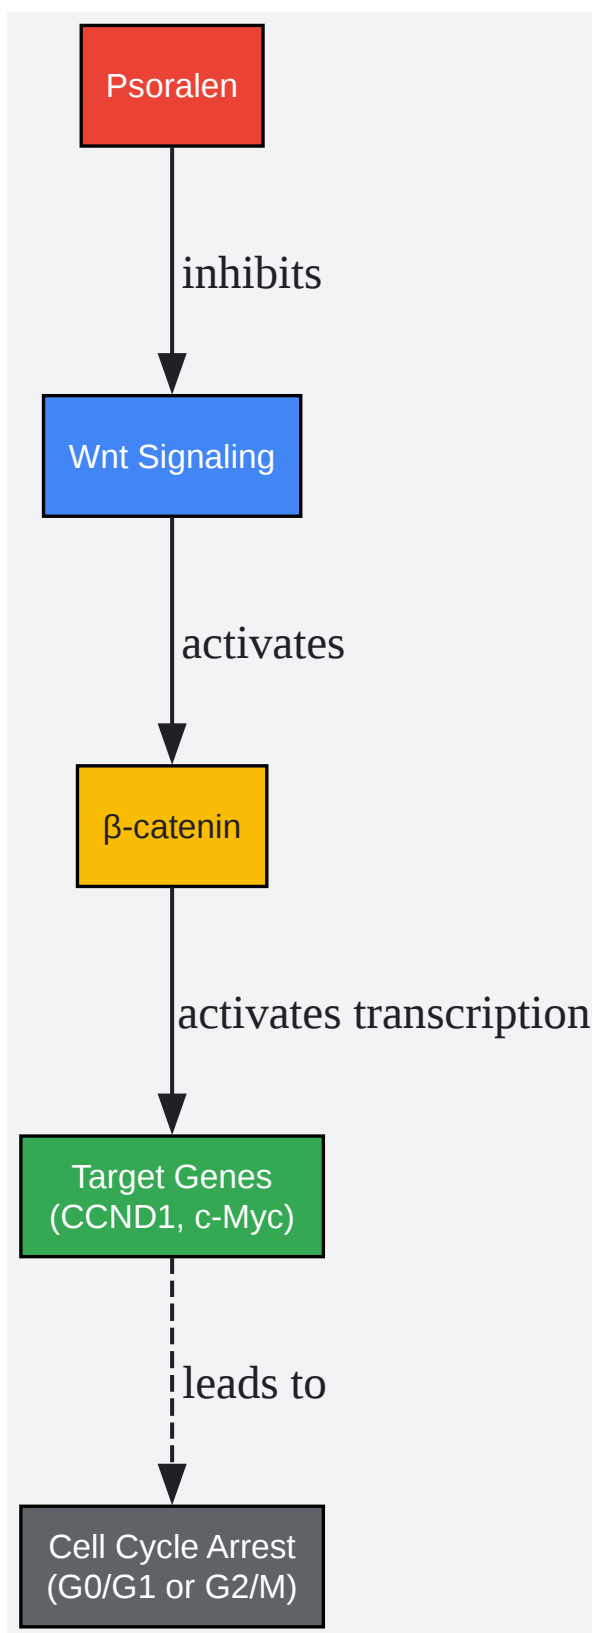 Psoralen
inhibits
Wnt Signaling
activates
β-catenin
activates transcription
Target Genes
(CCND1, c-Myc)
leads to
Cell Cycle Arrest
(G0/G1 or G2/M)